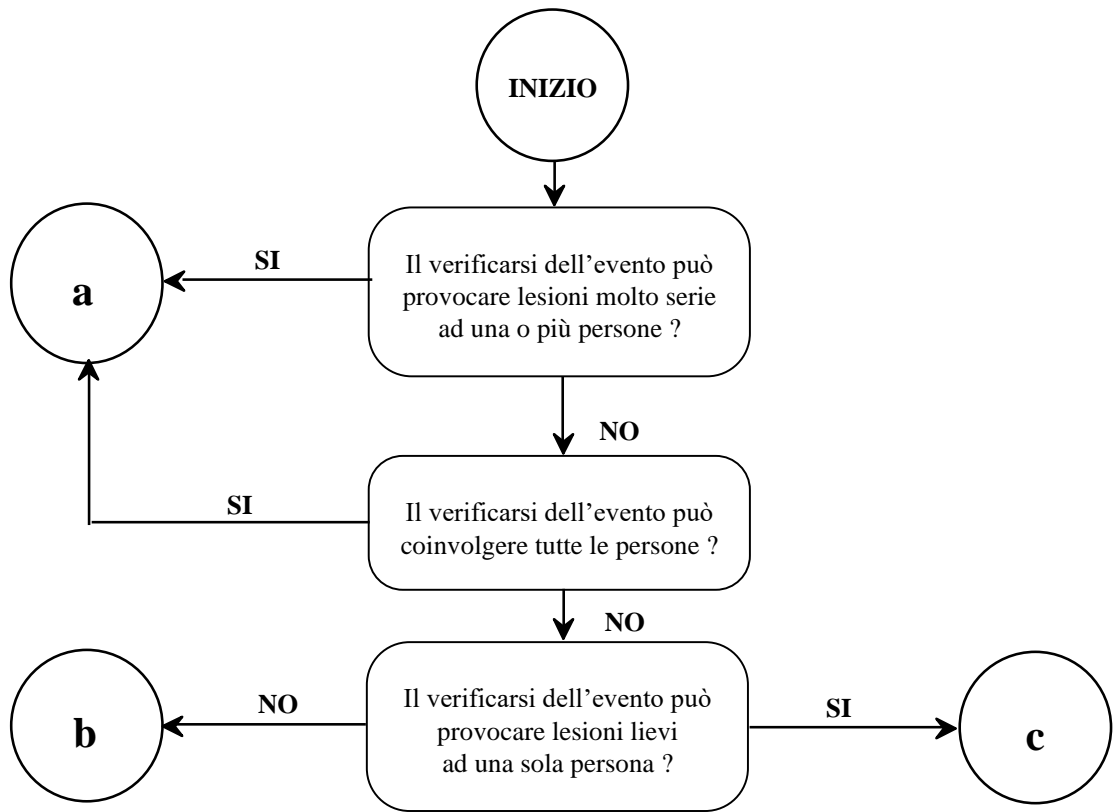 INIZIO
SI
Il verificarsi dell’evento può
provocare lesioni molto serie
ad una o più persone ?
a
NO
SI
Il verificarsi dell’evento può
coinvolgere tutte le persone ?
NO
NO
Il verificarsi dell’evento può
provocare lesioni lievi
ad una sola persona ?
SI
b
c